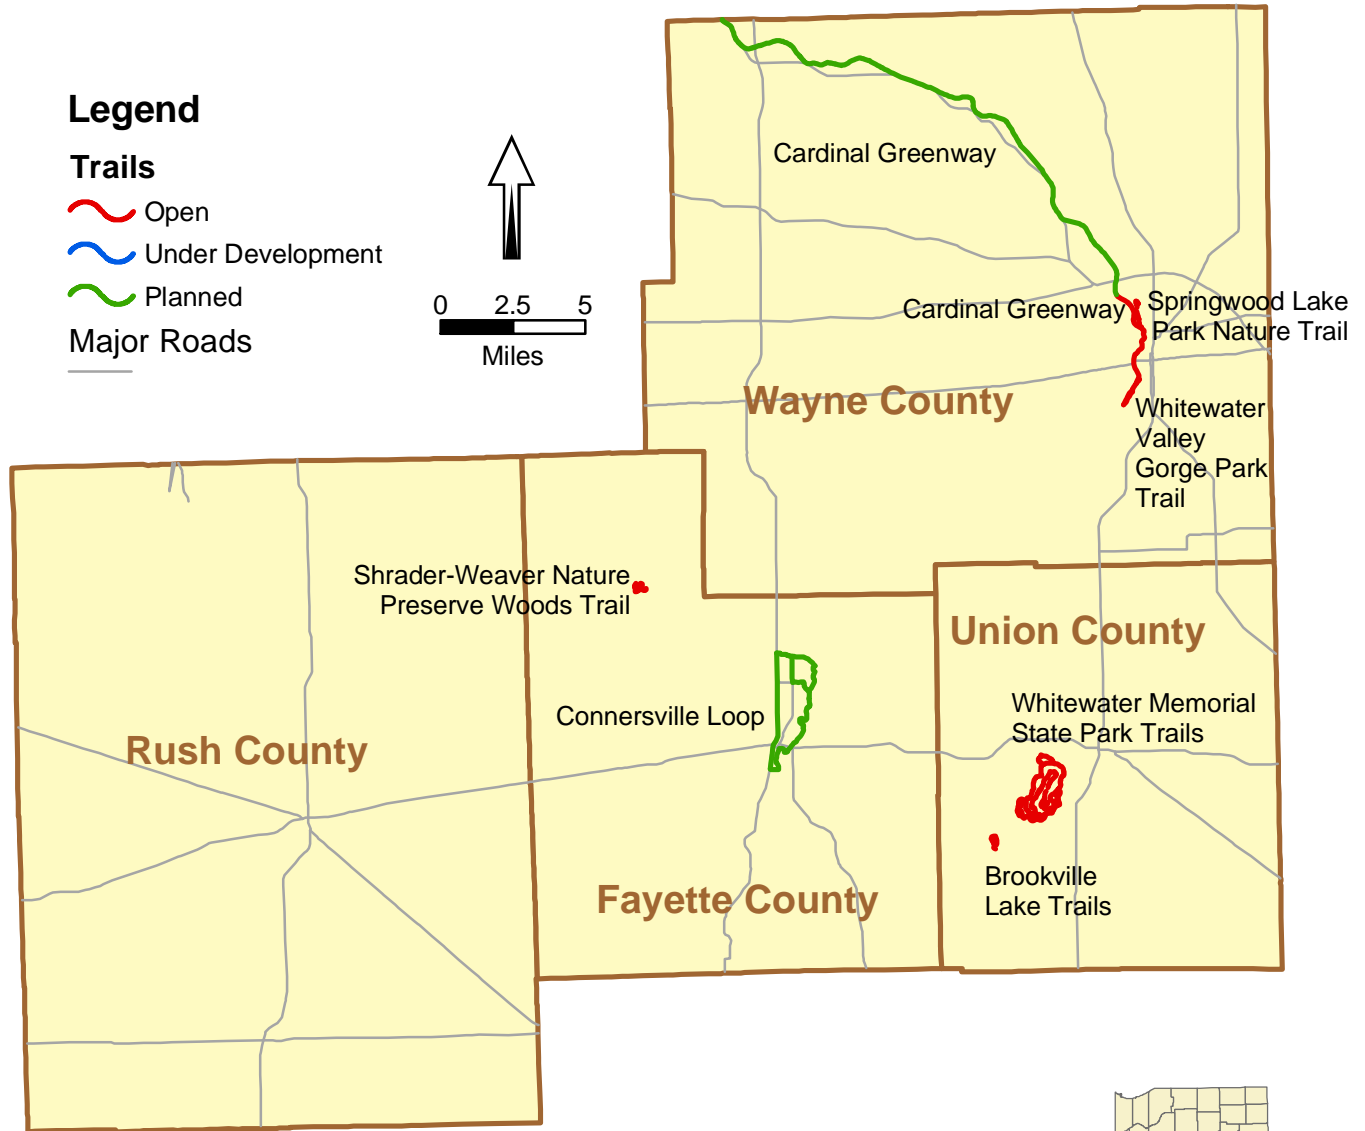 Legend
Trails
Open
Under Development
Planned
Major Roads
0 2.5 5
Miles
Cardinal Greenway
Cardinal Greenway
Springwood Lake
Park Nature Trail
Wayne County
Whitewater
Valley
Gorge Park
Trail
Shrader-Weaver Nature
Preserve Woods Trail
Union County
Whitewater Memorial
State Park Trails
Connersville Loop
Rush County
Fayette County
Brookville
Lake Trails